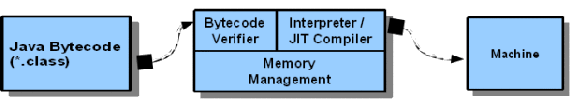 Java Bytecode
(*.class)
Bytecode
Verifier
Interpreter /
JIT Compiler
Memory
Management
Machine